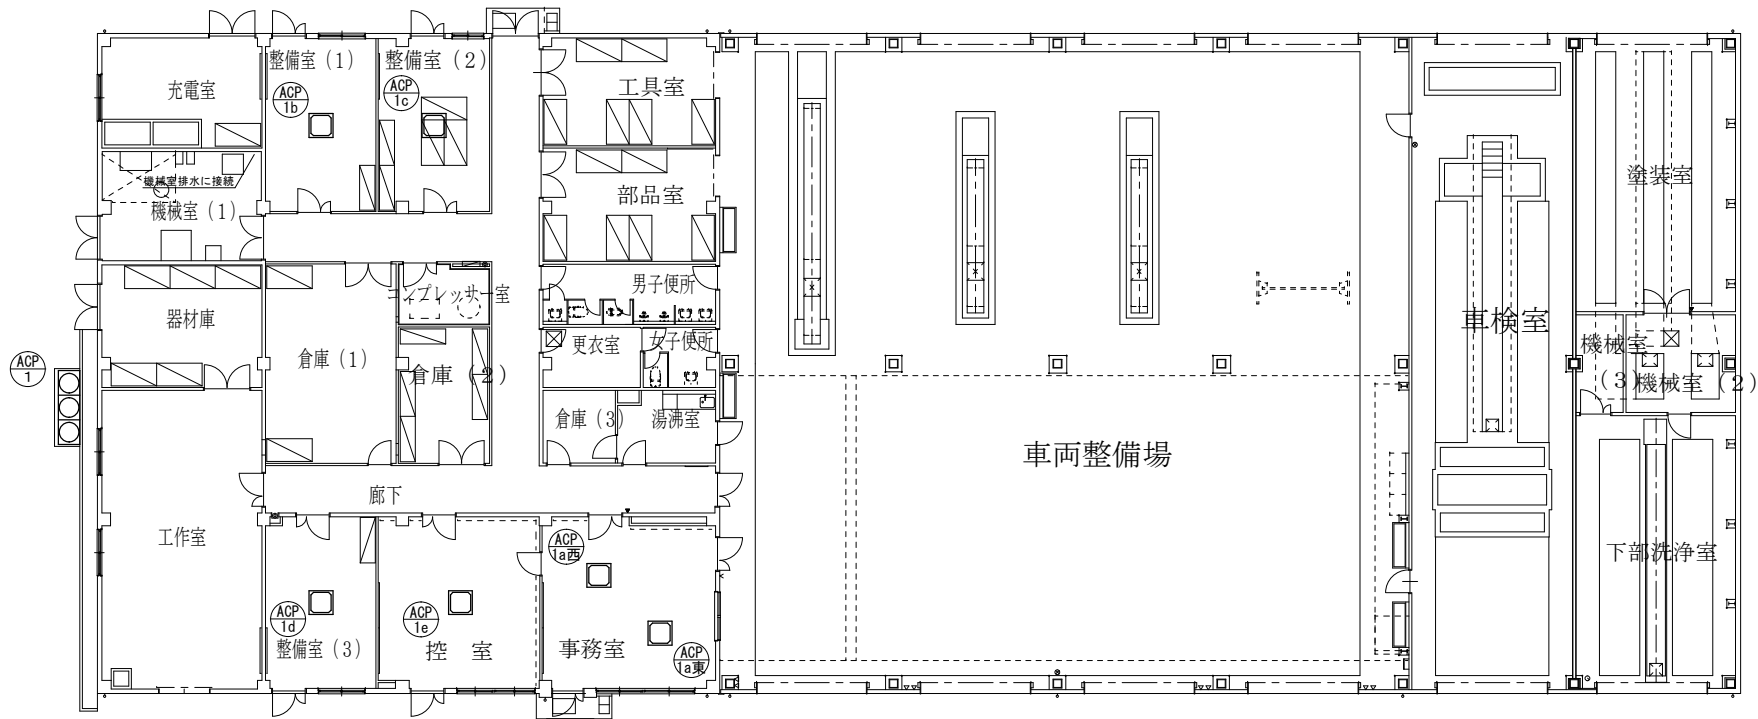 整備室(1)
整備室(2)
充電室
ACP
1b
ACP
1c
工具室
機械室排水に接続
機械室(1)
部品室
塗装室
男子便所
コンプレッサー室
器材庫
倉庫(1)
倉庫(2)
更衣室
女子便所
車検室
機械室
(3)
機械室(2)
ACP
1
倉庫(3)
湯沸室
車両整備場
廊下
工作室
ACP
1a西
下部洗浄室
ACP
1d
整備室(3)
ACP
1e
控 室
事務室
ACP
1a東